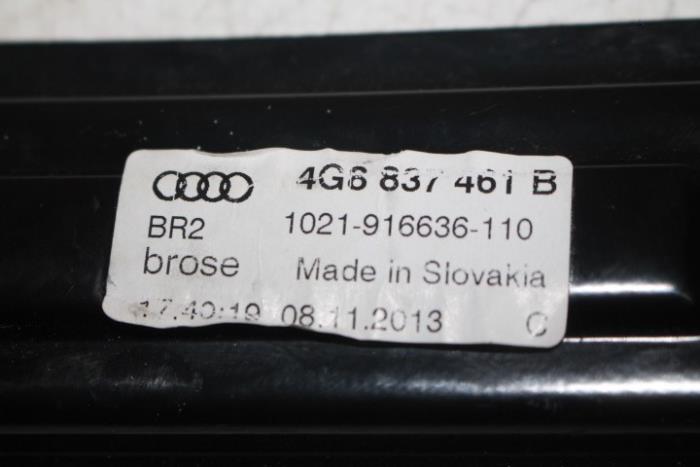 4G8 837 461 B
BR2 1021-916636-110
brose Made in Slovakia
17:40:19 08.11.2013 C